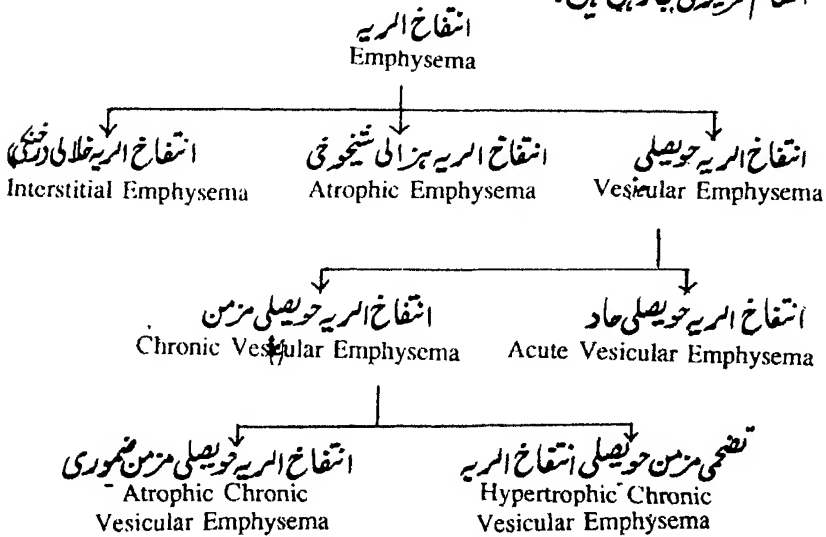 انتفاخ الریہ
Emphysema
انتفاخ الریہ حویصلی
Vesicular Emphysema
انتفاخ الریہ ہزالی شیخوخی
Atrophic Emphysema
انتفاخ الریہ خلالی
Interstitial Emphysema
انتفاخ الریہ حویصلی حاد
Acute Vesicular Emphysema
انتفاخ الریہ حویصلی مزمن
Chronic Vesicular Emphysema
تضخمی مزمن حویصلی انتفاخ الریہ
Hypertrophic Chronic
Vesicular Emphysema
انتفاخ الریہ حویصلی مزمن ضموری
Atrophic Chronic
Vesicular Emphysema